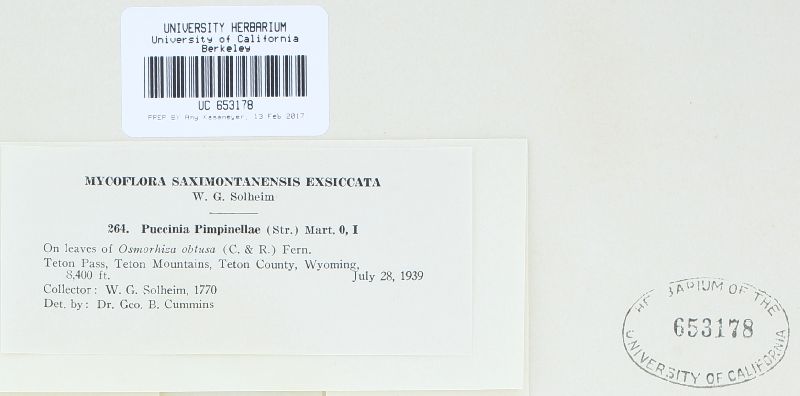 UNIVERSITY HERBARIUM
University of California
Berkeley
UC 653178
PREP BY Amy Kasameyer, 13 Feb 2017
MYCOFLORA SAXIMONTANENSIS EXSICCATA
W. G. Solheim
264. Puccinia Pimpinellae (Str.) Mart. 0, I
On leaves of Osmorhiza obtusa (C. & R.) Fern.
Teton Pass, Teton Mountains, Teton County, Wyoming,
8,400 ft. July 28, 1939
Collector: W. G. Solheim, 1770
Det. by: Dr. Geo. B. Cummins
HERBARIUM OF THE
653178
UNIVERSITY OF CALIFORNIA